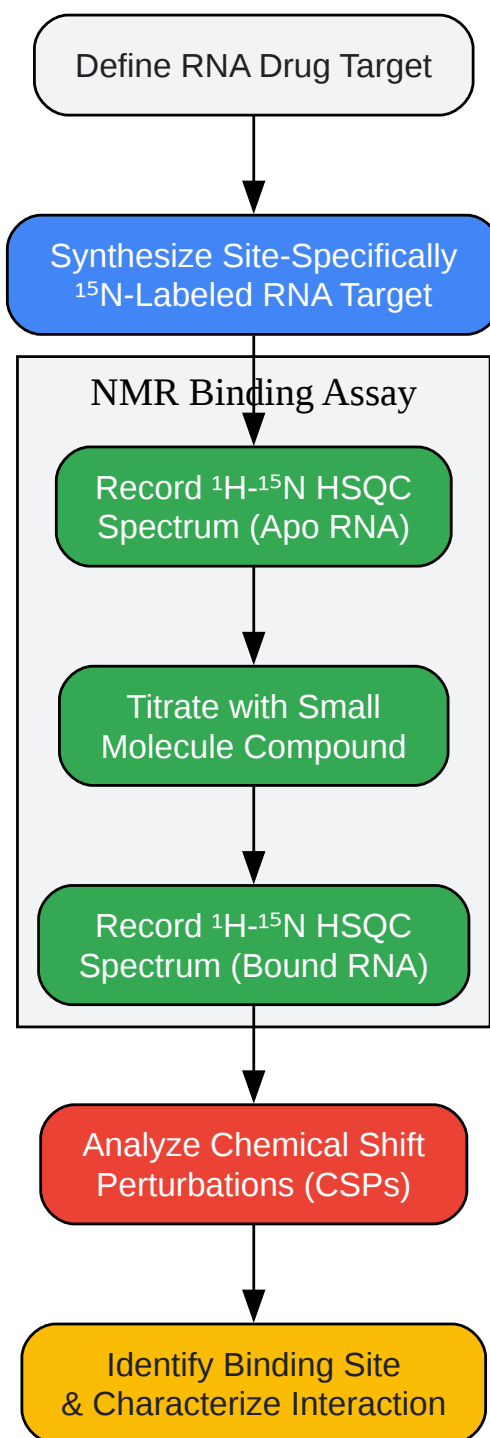 Define RNA Drug Target
Synthesize Site-Specifically
¹⁵N-Labeled RNA Target
NMR Binding Assay
Record ¹H-¹⁵N HSQC
Spectrum (Apo RNA)
Titrate with Small
Molecule Compound
Record ¹H-¹⁵N HSQC
Spectrum (Bound RNA)
Analyze Chemical Shift
Perturbations (CSPs)
Identify Binding Site
& Characterize Interaction